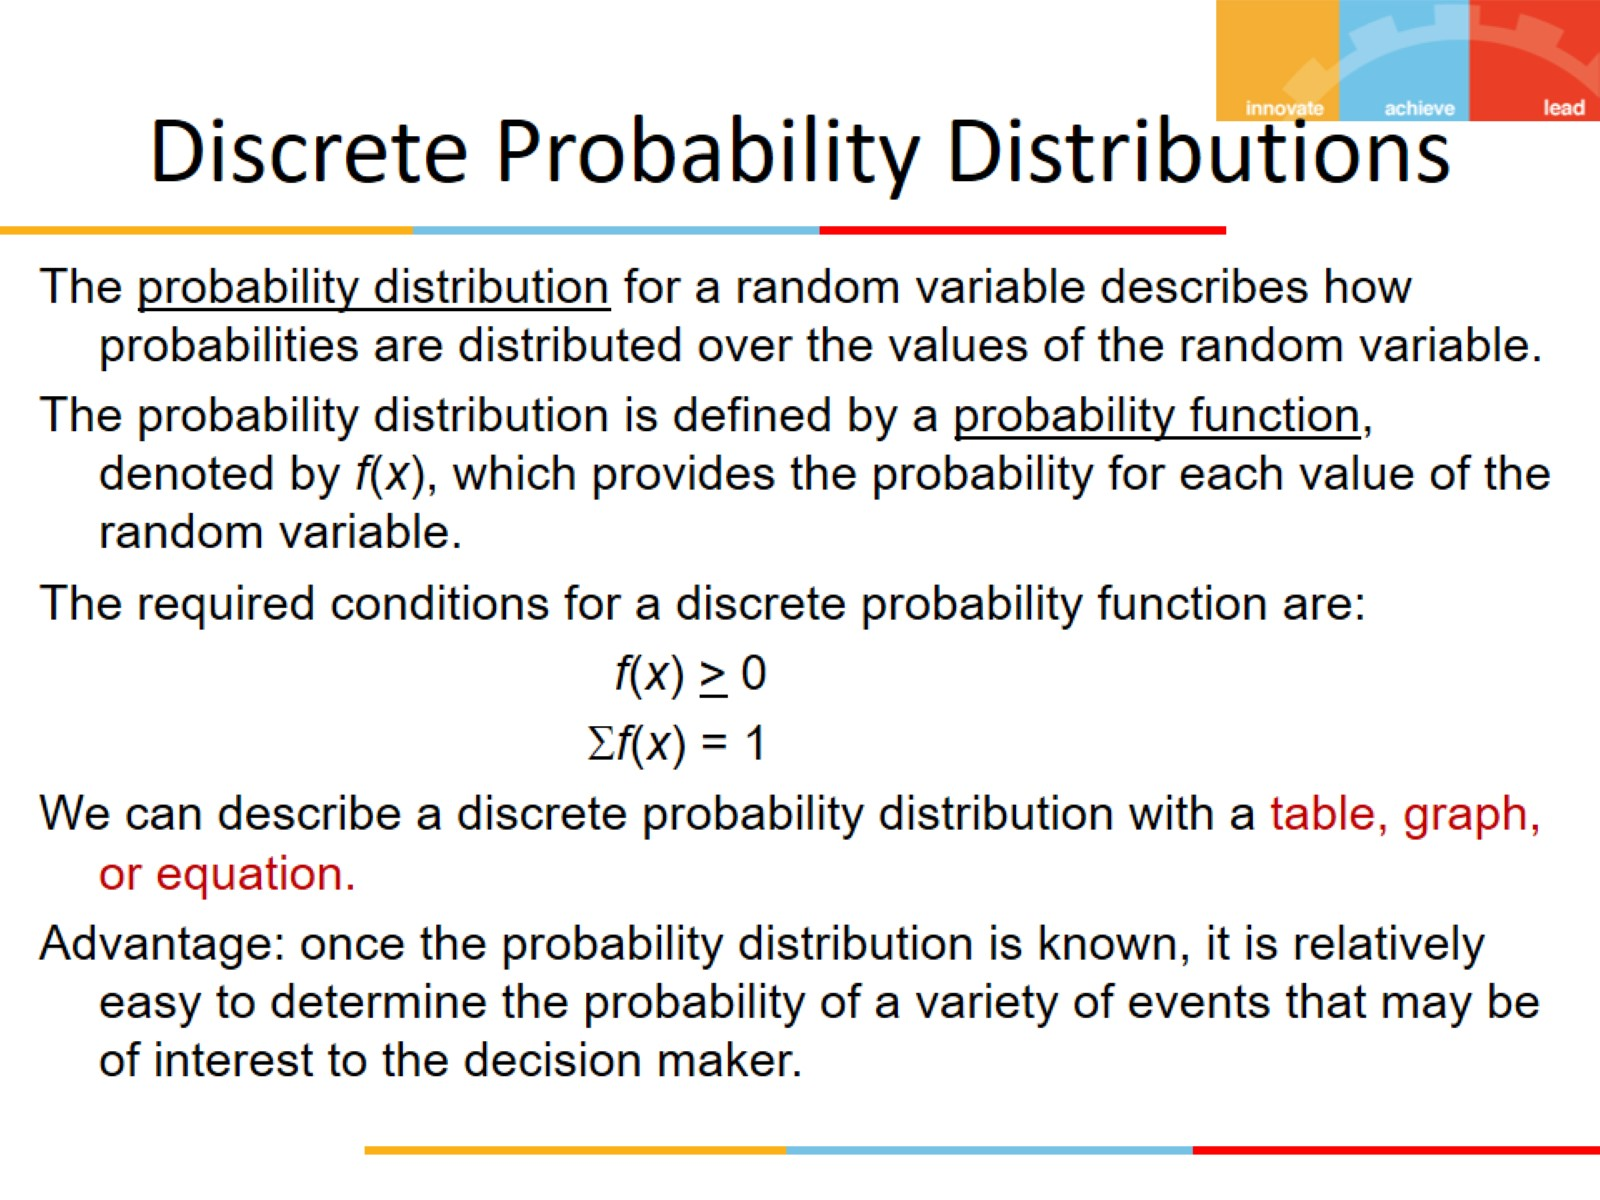 innovate achieve lead
Discrete Probability Distributions
The probability distribution for a random variable describes how
probabilities are distributed over the values of the random variable.
The probability distribution is defined by a probability function,
denoted by f(x), which provides the probability for each value of the
random variable.
The required conditions for a discrete probability function are:
f(x) ≥ 0
Σf(x) = 1
We can describe a discrete probability distribution with a table, graph,
or equation.
Advantage: once the probability distribution is known, it is relatively
easy to determine the probability of a variety of events that may be
of interest to the decision maker.